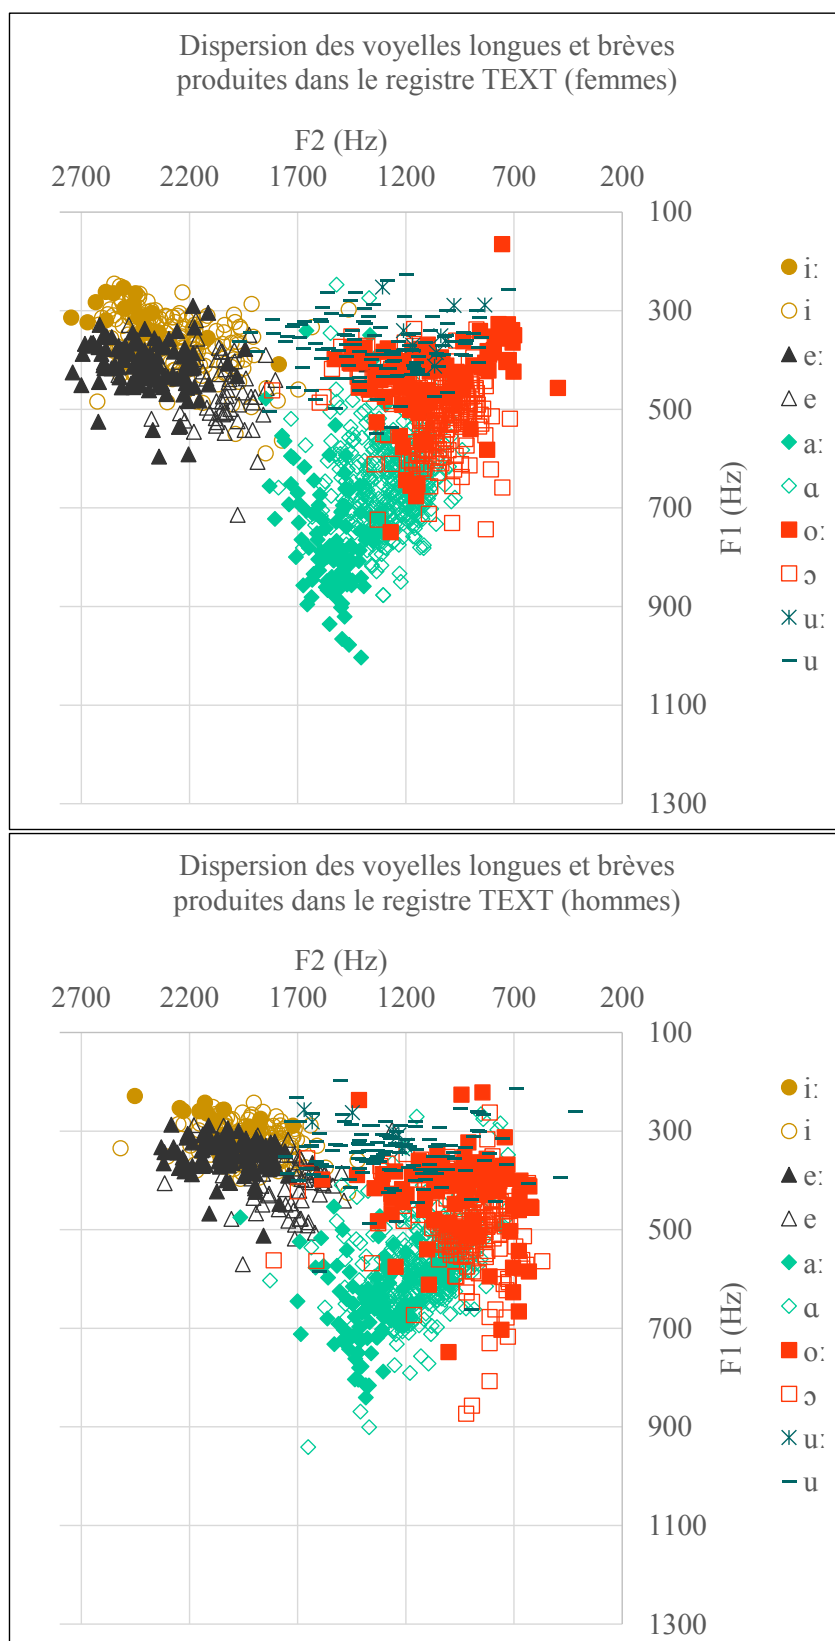 Dispersion des voyelles longues et brèves
produites dans le registre TEXT (femmes)
F2 (Hz)
2700 2200 1700 1200 700 200
100
300
500
700
900
1100
1300
F1 (Hz)
iː
i
eː
e
aː
ɑ
oː
ɔ
uː
u
Dispersion des voyelles longues et brèves
produites dans le registre TEXT (hommes)
F2 (Hz)
2700 2200 1700 1200 700 200
100
300
500
700
900
1100
1300
F1 (Hz)
iː
i
eː
e
aː
ɑ
oː
ɔ
uː
u